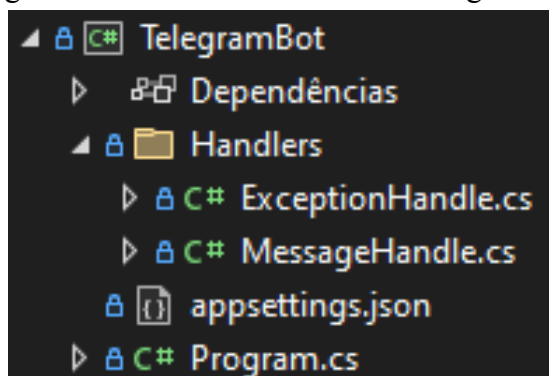 C# TelegramBot
Dependências
Handlers
C# ExceptionHandle.cs
C# MessageHandle.cs
appsettings.json
C# Program.cs